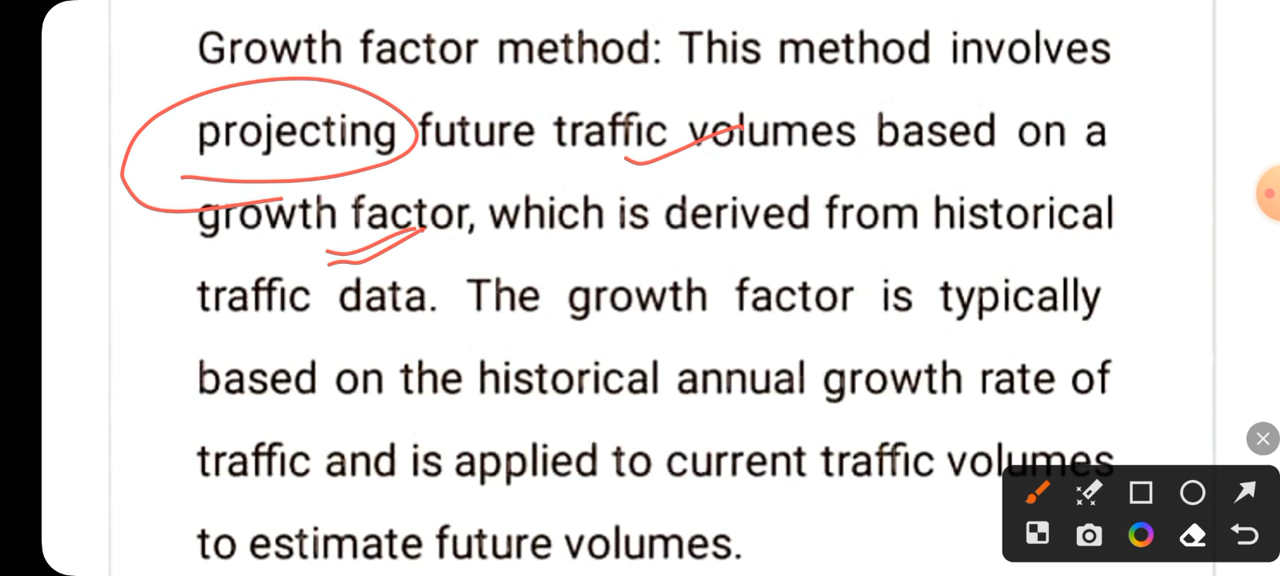 Growth factor method: This method involves
projecting future traffic volumes based on a
growth factor, which is derived from historical
traffic data. The growth factor is typically
based on the historical annual growth rate of
traffic and is applied to current traffic volumes
to estimate future volumes.